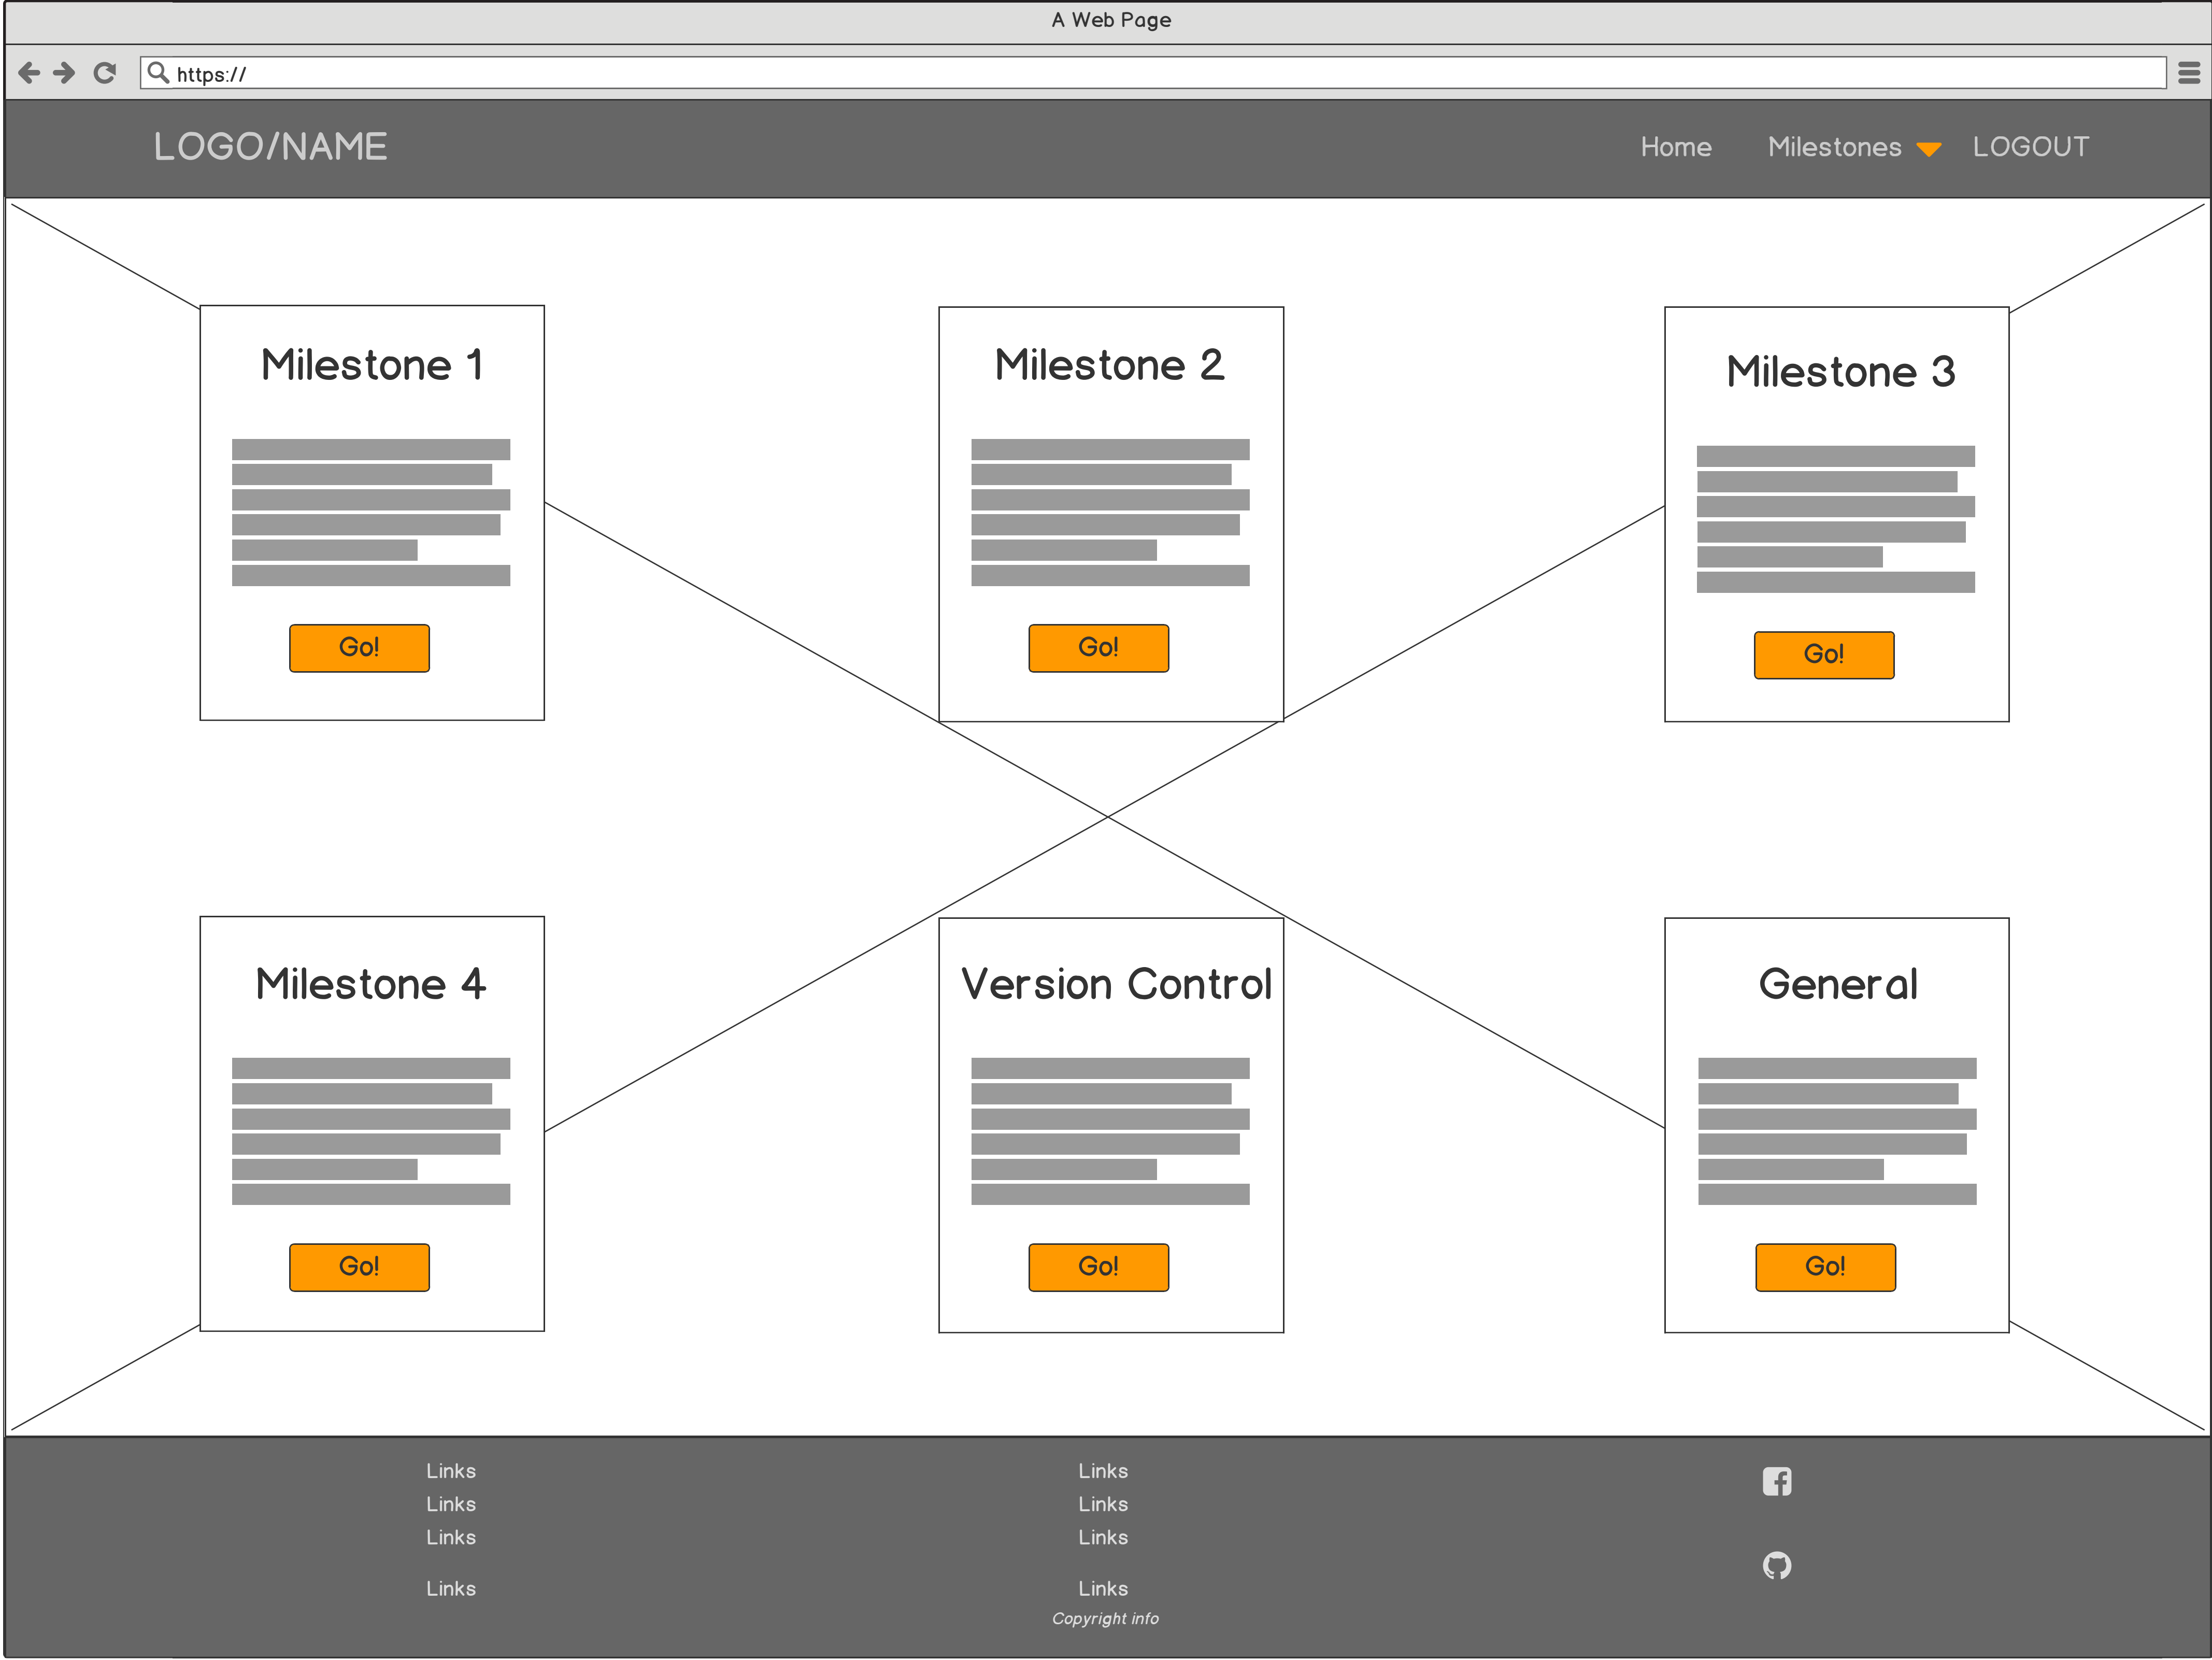 A Web Page
https://
LOGO/NAME
Home Milestones LOGOUT
Milestone 1
Go!
Milestone 2
Go!
Milestone 3
Go!
Milestone 4
Go!
Version Control
Go!
General
Go!
Links
Links
Links
Links
Links
Links
Links
Links
Copyright info